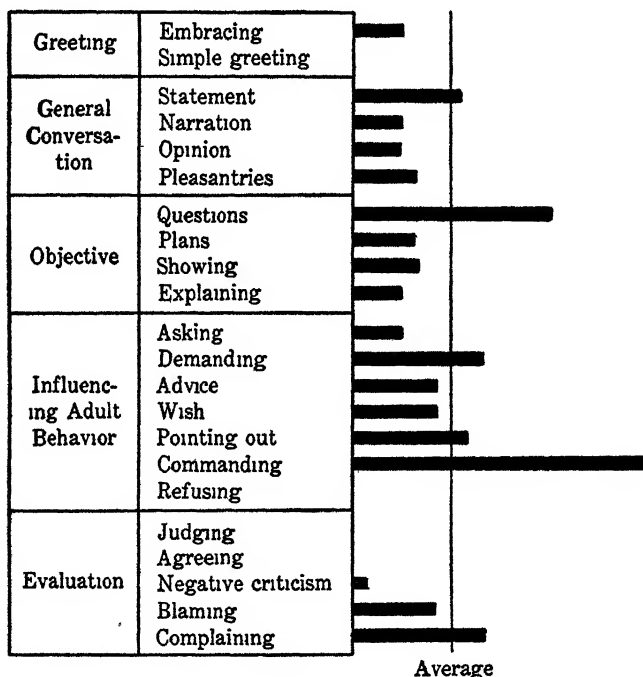 Greeting
Embracing
Simple greeting
General
Conversa-
tion
Statement
Narration
Opinion
Pleasantries
Objective
Questions
Plans
Showing
Explaining
Influenc-
ing Adult
Behavior
Asking
Demanding
Advice
Wish
Pointing out
Commanding
Refusing
Evaluation
Judging
Agreeing
Negative criticism
Blaming
Complaining
Average